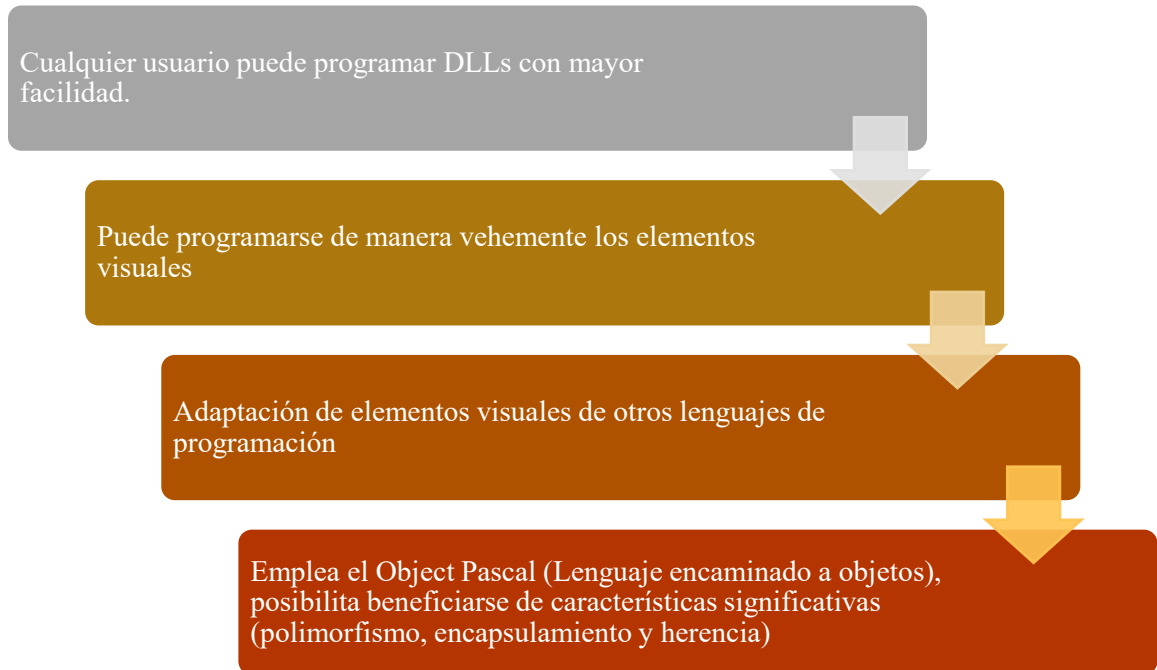 Cualquier usuario puede programar DLLs con mayor
facilidad.
Puede programarse de manera vehemente los elementos
visuales
Adaptación de elementos visuales de otros lenguajes de
programación
Emplea el Object Pascal (Lenguaje encaminado a objetos),
posibilita beneficiarse de características significativas
(polimorfismo, encapsulamiento y herencia)